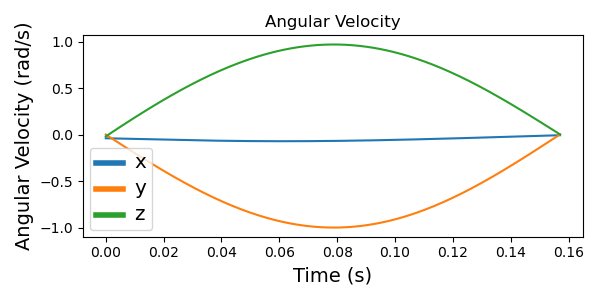 Angular Velocity
Angular Velocity (rad/s)
1.0
0.5
0.0
−0.5
−1.0
x
y
z
0.00 0.02 0.04 0.06 0.08 0.10 0.12 0.14 0.16
Time (s)